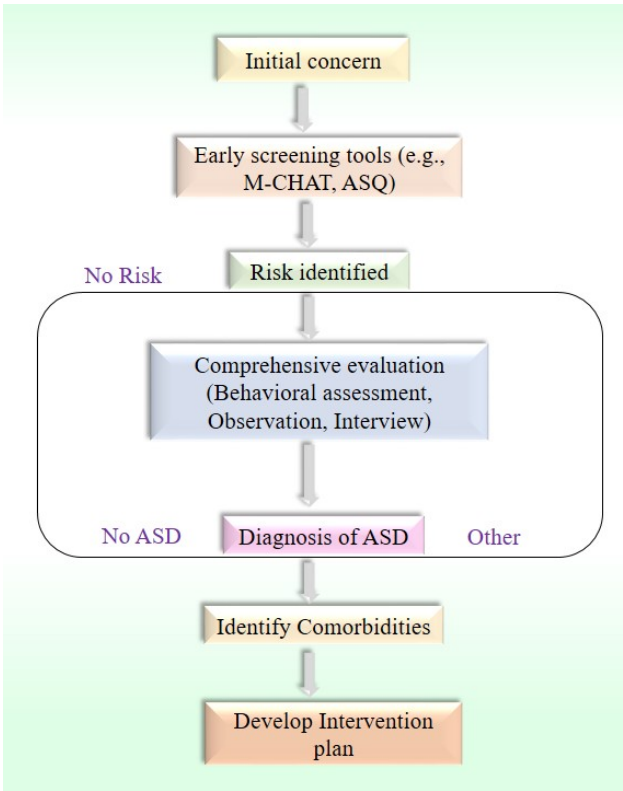 Initial concern
Early screening tools (e.g.,
M-CHAT, ASQ)
No Risk
Risk identified
Comprehensive evaluation
(Behavioral assessment,
Observation, Interview)
No ASD
Diagnosis of ASD
Other
Identify Comorbidities
Develop Intervention
plan